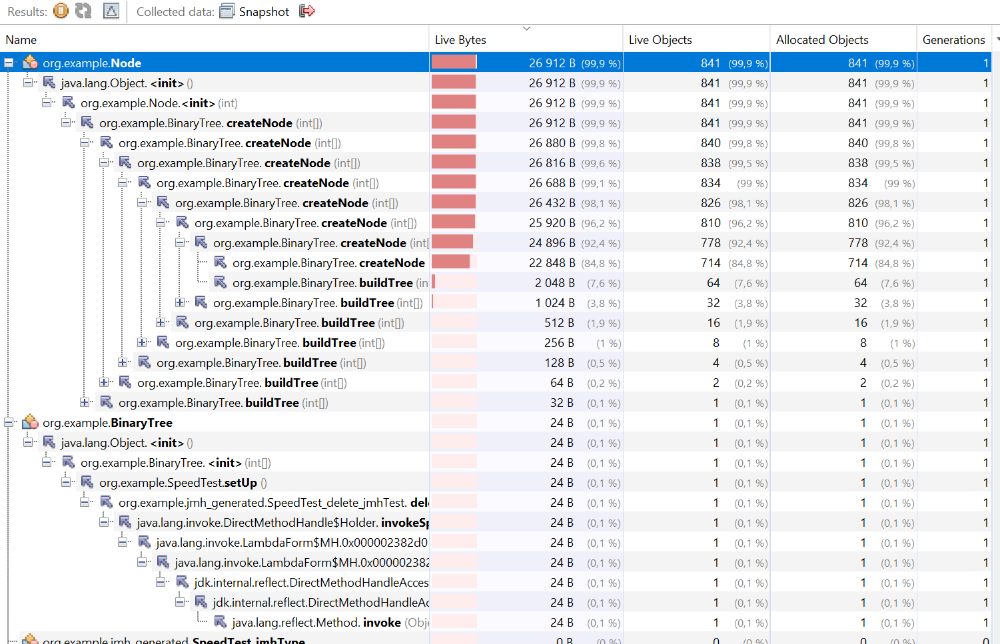 Results: Collected data: Snapshot
Name Live Bytes Live Objects Allocated Objects Generations
org.example.Node 26 912 B (99,9 %) 841 (99,9 %) 841 (99,9 %) 1
java.lang.Object. <init> () 26 912 B (99,9 %) 841 (99,9 %) 841 (99,9 %) 1
org.example.Node.<init> (int) 26 912 B (99,9 %) 841 (99,9 %) 841 (99,9 %) 1
org.example.BinaryTree. createNode (int[]) 26 912 B (99,9 %) 841 (99,9 %) 841 (99,9 %) 1
org.example.BinaryTree. createNode (int[]) 26 880 B (99,8 %) 840 (99,8 %) 840 (99,8 %) 1
org.example.BinaryTree. createNode (int[]) 26 816 B (99,6 %) 838 (99,5 %) 838 (99,5 %) 1
org.example.BinaryTree. createNode (int[]) 26 688 B (99,1 %) 834 (99 %) 834 (99 %) 1
org.example.BinaryTree. createNode (int[]) 26 432 B (98,1 %) 826 (98,1 %) 826 (98,1 %) 1
org.example.BinaryTree. createNode (int[]) 25 920 B (96,2 %) 810 (96,2 %) 810 (96,2 %) 1
org.example.BinaryTree. createNode (int[ 24 896 B (92,4 %) 778 (92,4 %) 778 (92,4 %) 1
org.example.BinaryTree. createNode 22 848 B (84,8 %) 714 (84,8 %) 714 (84,8 %) 1
org.example.BinaryTree. buildTree (in 2 048 B (7,6 %) 64 (7,6 %) 64 (7,6 %) 1
org.example.BinaryTree. buildTree (int[]) 1 024 B (3,8 %) 32 (3,8 %) 32 (3,8 %) 1
org.example.BinaryTree. buildTree (int[]) 512 B (1,9 %) 16 (1,9 %) 16 (1,9 %) 1
org.example.BinaryTree. buildTree (int[]) 256 B (1 %) 8 (1 %) 8 (1 %) 1
org.example.BinaryTree. buildTree (int[]) 128 B (0,5 %) 4 (0,5 %) 4 (0,5 %) 1
org.example.BinaryTree. buildTree (int[]) 64 B (0,2 %) 2 (0,2 %) 2 (0,2 %) 1
org.example.BinaryTree. buildTree (int[]) 32 B (0,1 %) 1 (0,1 %) 1 (0,1 %) 1
org.example.BinaryTree 24 B (0,1 %) 1 (0,1 %) 1 (0,1 %) 1
java.lang.Object. <init> () 24 B (0,1 %) 1 (0,1 %) 1 (0,1 %) 1
org.example.BinaryTree. <init> (int[]) 24 B (0,1 %) 1 (0,1 %) 1 (0,1 %) 1
org.example.SpeedTest.setUp () 24 B (0,1 %) 1 (0,1 %) 1 (0,1 %) 1
org.example.jmh_generated.SpeedTest_delete_jmhTest. dele 24 B (0,1 %) 1 (0,1 %) 1 (0,1 %) 1
java.lang.invoke.DirectMethodHandle$Holder. invokeSp 24 B (0,1 %) 1 (0,1 %) 1 (0,1 %) 1
java.lang.invoke.LambdaForm$MH.0x000002382d0 24 B (0,1 %) 1 (0,1 %) 1 (0,1 %) 1
java.lang.invoke.LambdaForm$MH.0x000002382 24 B (0,1 %) 1 (0,1 %) 1 (0,1 %) 1
jdk.internal.reflect.DirectMethodHandleAcces 24 B (0,1 %) 1 (0,1 %) 1 (0,1 %) 1
jdk.internal.reflect.DirectMethodHandleAc 24 B (0,1 %) 1 (0,1 %) 1 (0,1 %) 1
java.lang.reflect.Method. invoke (Obj 24 B (0,1 %) 1 (0,1 %) 1 (0,1 %) 1
org.example.jmh_generated.SpeedTest_jmhType 0 B (0 %) 0 (0 %) 0 (0 %) 0